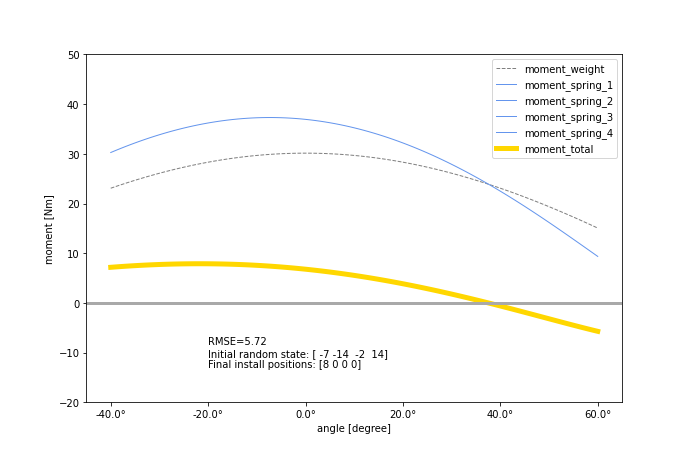 50
40
30
20
10
0
−10
−20
moment [Nm]
moment_weight
moment_spring_1
moment_spring_2
moment_spring_3
moment_spring_4
moment_total
RMSE=5.72
Initial random state: [ -7 -14  -2  14]
Final install positions: [8 0 0 0]
-40.0° -20.0° 0.0° 20.0° 40.0° 60.0°
angle [degree]